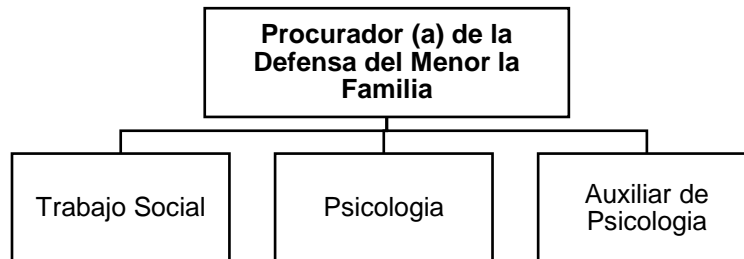 Procurador (a) de la
Defensa del Menor la
Familia
Trabajo Social
Psicologia
Auxiliar de
Psicologia